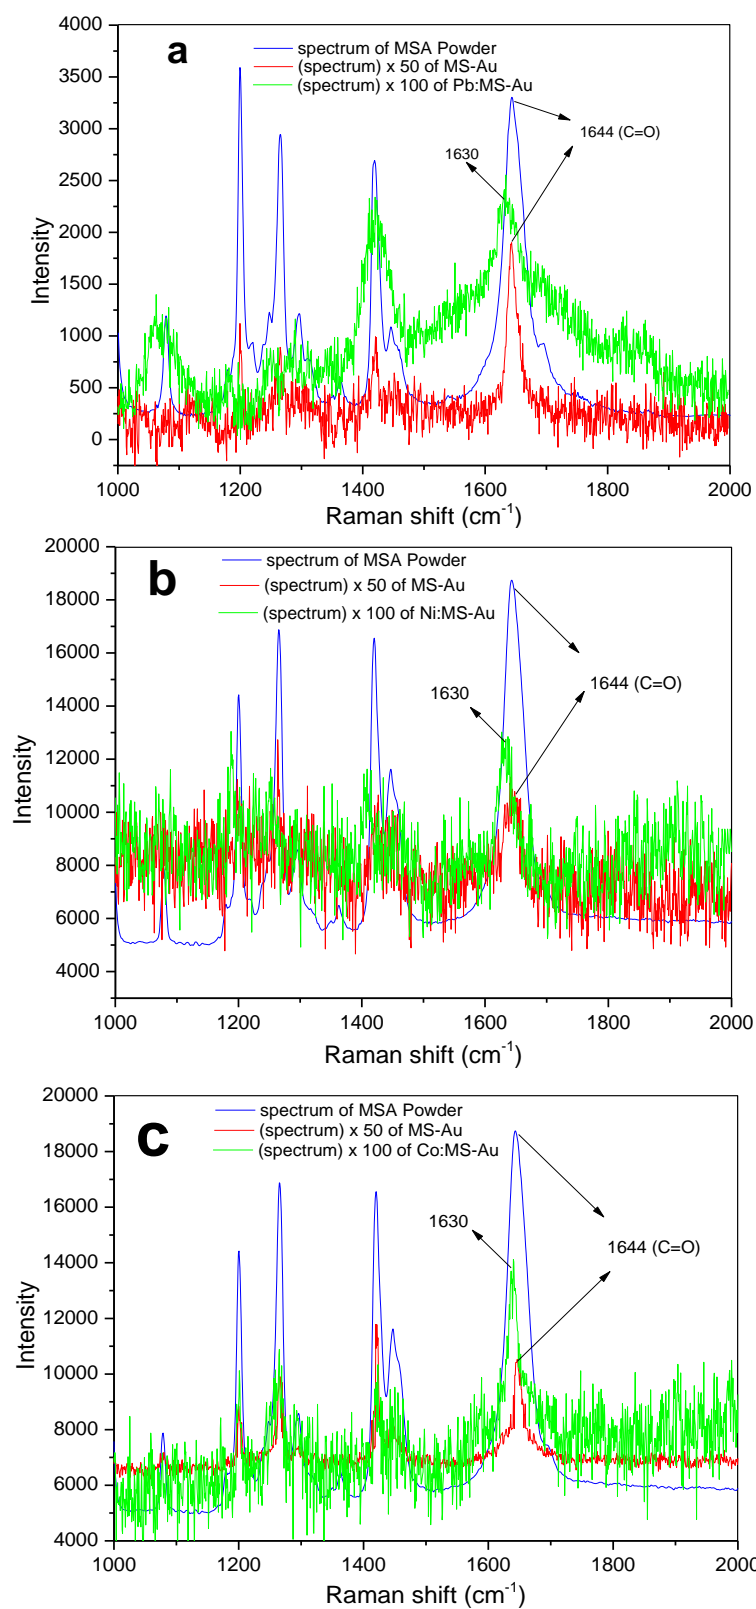 a
spectrum of MSA Powder
(spectrum) x 50 of MS-Au
(spectrum) x 100 of Pb:MS-Au
1644 (C=O)
1630
4000
3500
3000
2500
2000
1500
1000
500
0
Intensity
1000 1200 1400 1600 1800 2000
Raman shift (cm-1)
b
spectrum of MSA Powder
(spectrum) x 50 of MS-Au
(spectrum) x 100 of Ni:MS-Au
1630
1644 (C=O)
20000
18000
16000
14000
12000
10000
8000
6000
4000
Intensity
1000 1200 1400 1600 1800 2000
Raman shift (cm-1)
c
spectrum of MSA Powder
(spectrum) x 50 of MS-Au
(spectrum) x 100 of Co:MS-Au
1630
1644 (C=O)
20000
18000
16000
14000
12000
10000
8000
6000
4000
Intensity
1000 1200 1400 1600 1800 2000
Raman shift (cm-1)